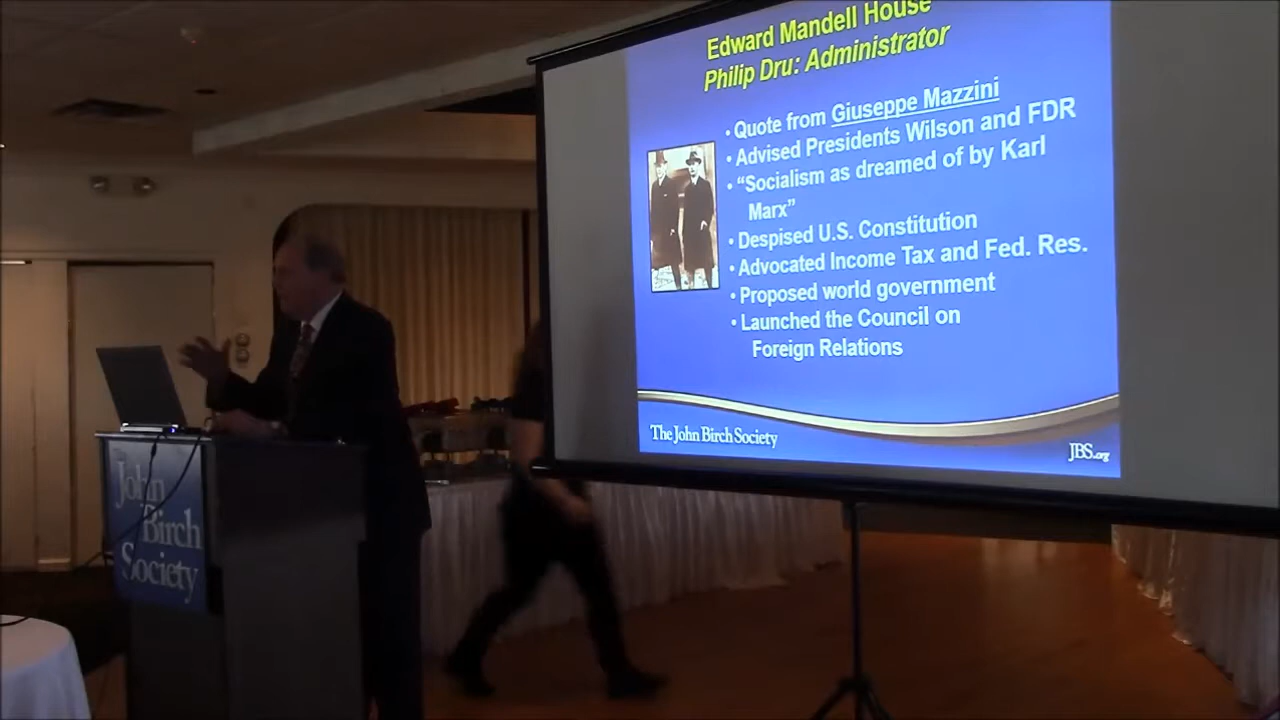 Edward Mandell House
Philip Dru: Administrator
• Quote from Giuseppe Mazzini
• Advised Presidents Wilson and FDR
• “Socialism as dreamed of by Karl
Marx”
• Despised U.S. Constitution
• Advocated Income Tax and Fed. Res.
• Proposed world government
• Launched the Council on
Foreign Relations
The John Birch Society
JBS.org
John
Birch
Society